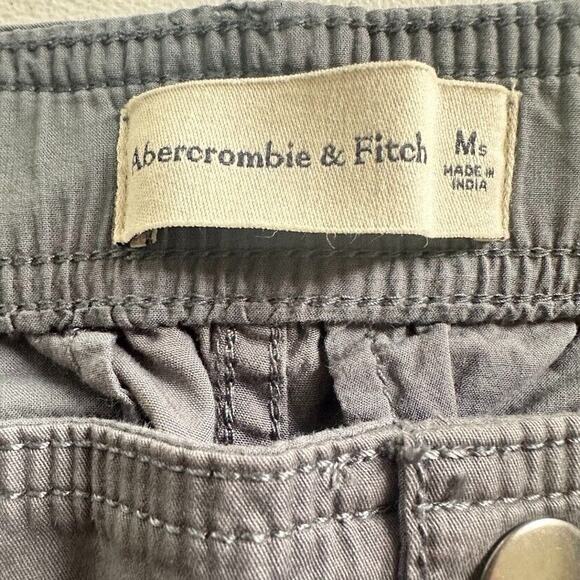 Abercrombie & Fitch
Ms
MADE IN
INDIA